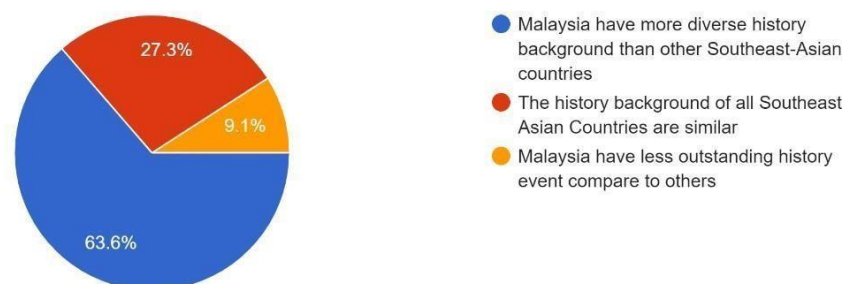 27.3%
9.1%
63.6%
Malaysia have more diverse history
background than other Southeast-Asian
countries
The history background of all Southeast
Asian Countries are similar
Malaysia have less outstanding history
event compare to others